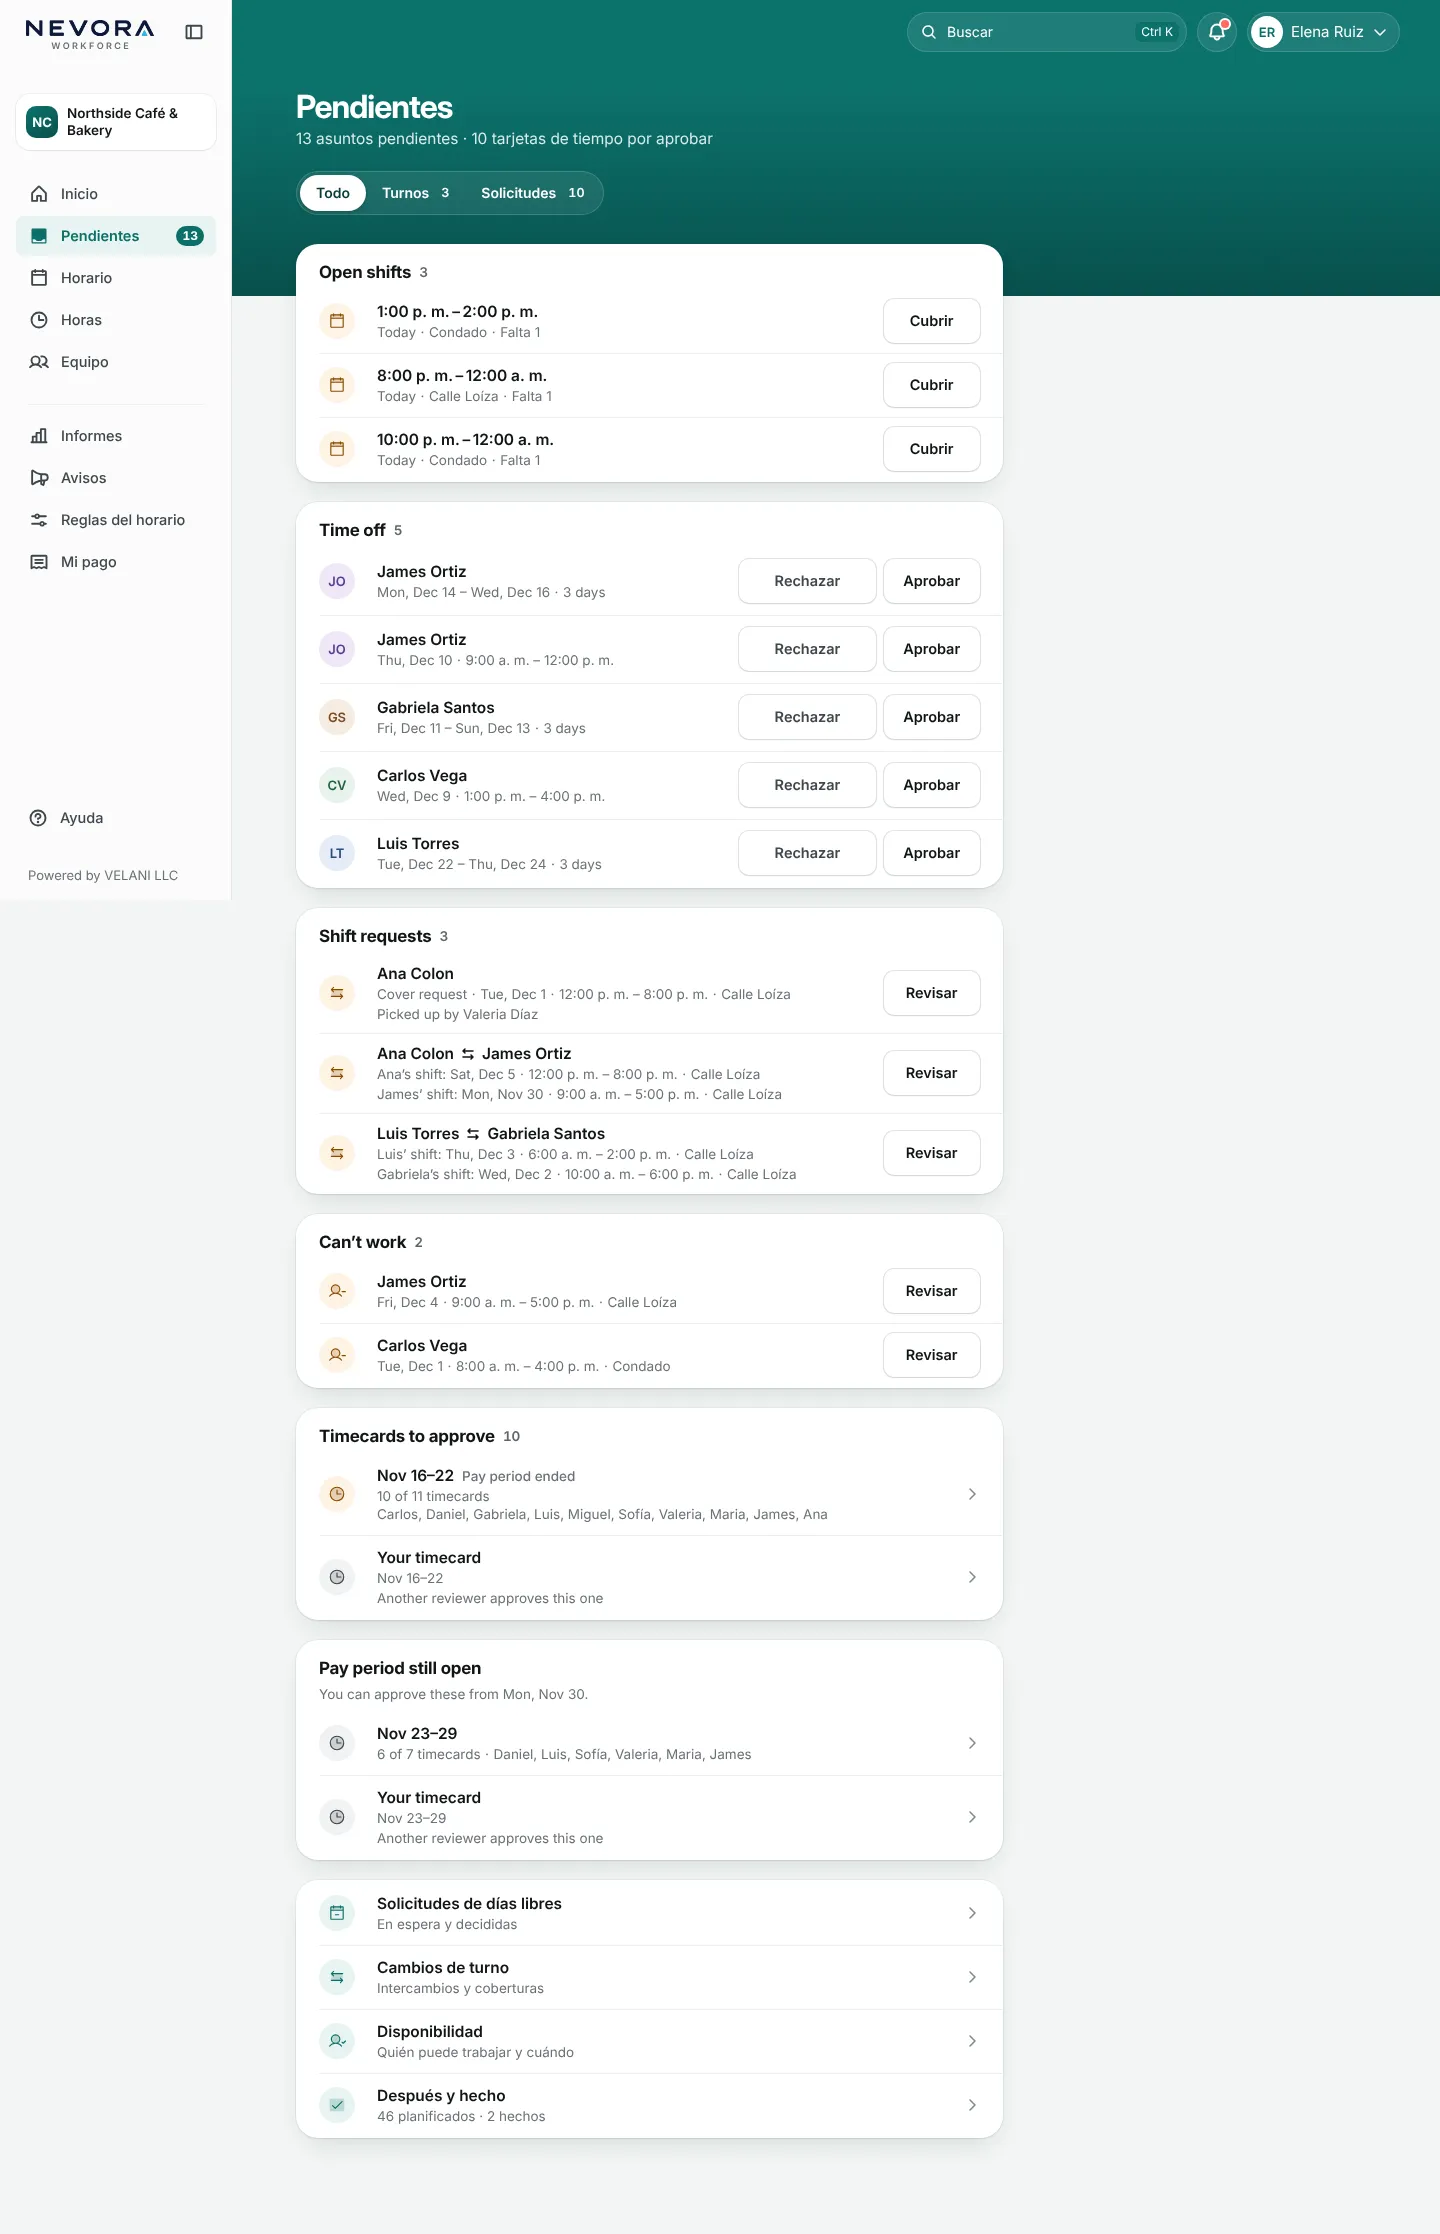 NEVORA
WORKFORCE
Buscar
Ctrl K
ER
Elena Ruiz
NC
Northside Café &
Bakery
Inicio
Pendientes
13
Horario
Horas
Equipo
Informes
Avisos
Reglas del horario
Mi pago
Ayuda
Powered by VELANI LLC
Pendientes
13 asuntos pendientes · 10 tarjetas de tiempo por aprobar
Todo
Turnos 3
Solicitudes 10
Open shifts 3
1:00 p. m. – 2:00 p. m.
Today · Condado · Falta 1
Cubrir
8:00 p. m. – 12:00 a. m.
Today · Calle Loíza · Falta 1
Cubrir
10:00 p. m. – 12:00 a. m.
Today · Condado · Falta 1
Cubrir
Time off 5
JO
James Ortiz
Mon, Dec 14 – Wed, Dec 16 · 3 days
Rechazar
Aprobar
JO
James Ortiz
Thu, Dec 10 · 9:00 a. m. – 12:00 p. m.
Rechazar
Aprobar
GS
Gabriela Santos
Fri, Dec 11 – Sun, Dec 13 · 3 days
Rechazar
Aprobar
CV
Carlos Vega
Wed, Dec 9 · 1:00 p. m. – 4:00 p. m.
Rechazar
Aprobar
LT
Luis Torres
Tue, Dec 22 – Thu, Dec 24 · 3 days
Rechazar
Aprobar
Shift requests 3
Ana Colon
Cover request · Tue, Dec 1 · 12:00 p. m. – 8:00 p. m. · Calle Loíza
Picked up by Valeria Díaz
Revisar
Ana Colon ⇆ James Ortiz
Ana’s shift: Sat, Dec 5 · 12:00 p. m. – 8:00 p. m. · Calle Loíza
James’ shift: Mon, Nov 30 · 9:00 a. m. – 5:00 p. m. · Calle Loíza
Revisar
Luis Torres ⇆ Gabriela Santos
Luis’ shift: Thu, Dec 3 · 6:00 a. m. – 2:00 p. m. · Calle Loíza
Gabriela’s shift: Wed, Dec 2 · 10:00 a. m. – 6:00 p. m. · Calle Loíza
Revisar
Can’t work 2
James Ortiz
Fri, Dec 4 · 9:00 a. m. – 5:00 p. m. · Calle Loíza
Revisar
Carlos Vega
Tue, Dec 1 · 8:00 a. m. – 4:00 p. m. · Condado
Revisar
Timecards to approve 10
Nov 16–22 Pay period ended
10 of 11 timecards
Carlos, Daniel, Gabriela, Luis, Miguel, Sofía, Valeria, Maria, James, Ana
Your timecard
Nov 16–22
Another reviewer approves this one
Pay period still open
You can approve these from Mon, Nov 30.
Nov 23–29
6 of 7 timecards · Daniel, Luis, Sofía, Valeria, Maria, James
Your timecard
Nov 23–29
Another reviewer approves this one
Solicitudes de días libres
En espera y decididas
Cambios de turno
Intercambios y coberturas
Disponibilidad
Quién puede trabajar y cuándo
Después y hecho
46 planificados · 2 hechos